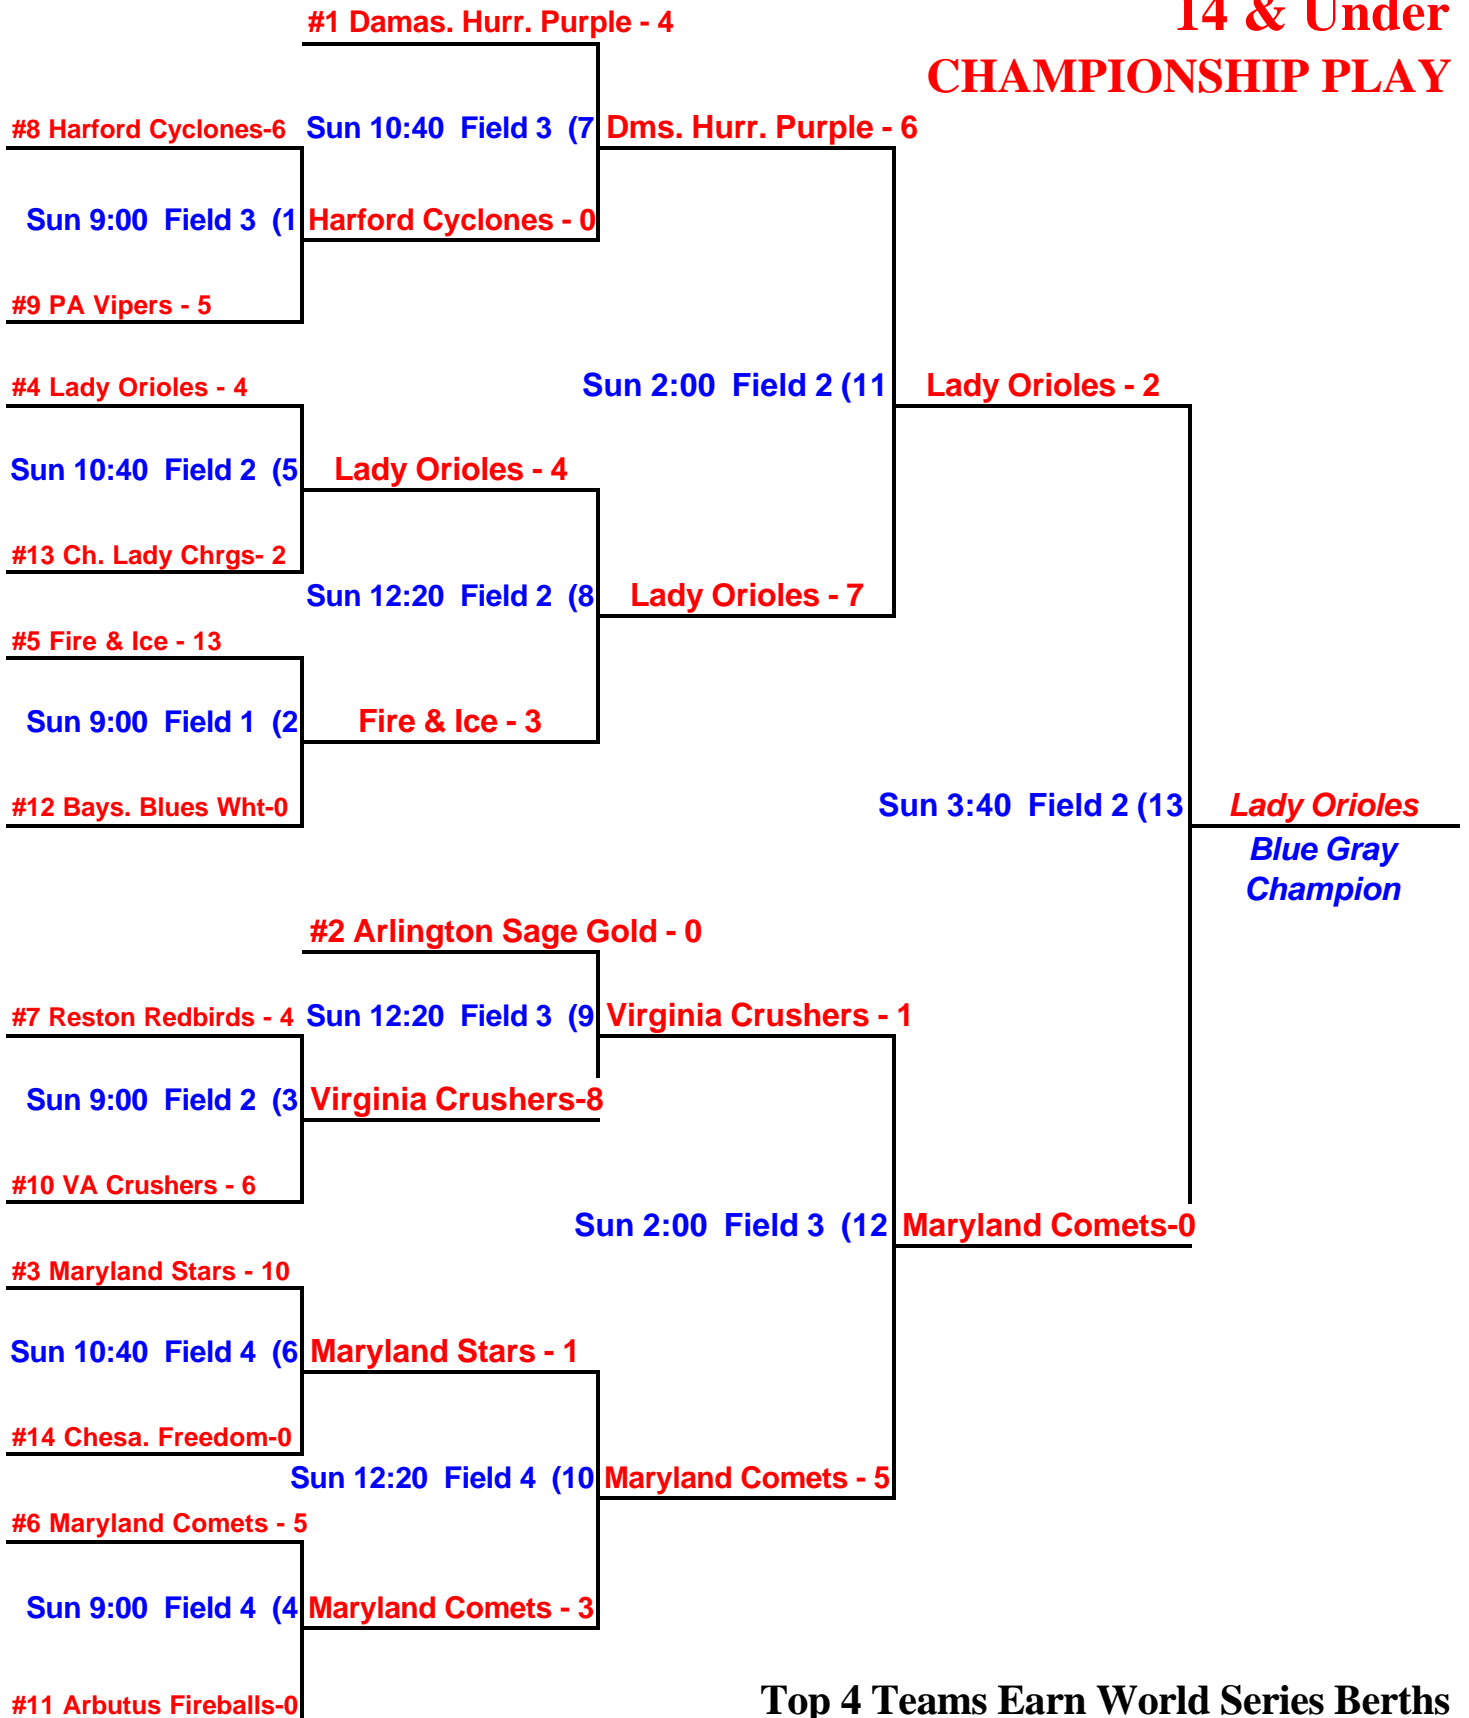 #1 Damas. Hurr. Purple - 4
14 & Under
CHAMPIONSHIP PLAY
#8 Harford Cyclones-6
Sun 10:40 Field 3 (7
Dms. Hurr. Purple - 6
Sun 9:00 Field 3 (1
Harford Cyclones - 0
#9 PA Vipers - 5
#4 Lady Orioles - 4
Sun 2:00 Field 2 (11
Lady Orioles - 2
Sun 10:40 Field 2 (5
Lady Orioles - 4
#13 Ch. Lady Chrgs- 2
Sun 12:20 Field 2 (8
Lady Orioles - 7
#5 Fire & Ice - 13
Sun 9:00 Field 1 (2
Fire & Ice - 3
#12 Bays. Blues Wht-0
Sun 3:40 Field 2 (13
Lady Orioles
Blue Gray
Champion
#2 Arlington Sage Gold - 0
#7 Reston Redbirds - 4
Sun 12:20 Field 3 (9
Virginia Crushers - 1
Sun 9:00 Field 2 (3
Virginia Crushers-8
#10 VA Crushers - 6
Sun 2:00 Field 3 (12
Maryland Comets-0
#3 Maryland Stars - 10
Sun 10:40 Field 4 (6
Maryland Stars - 1
#14 Chesa. Freedom-0
Sun 12:20 Field 4 (10
Maryland Comets - 5
#6 Maryland Comets - 5
Sun 9:00 Field 4 (4
Maryland Comets - 3
#11 Arbutus Fireballs-0
Top 4 Teams Earn World Series Berths